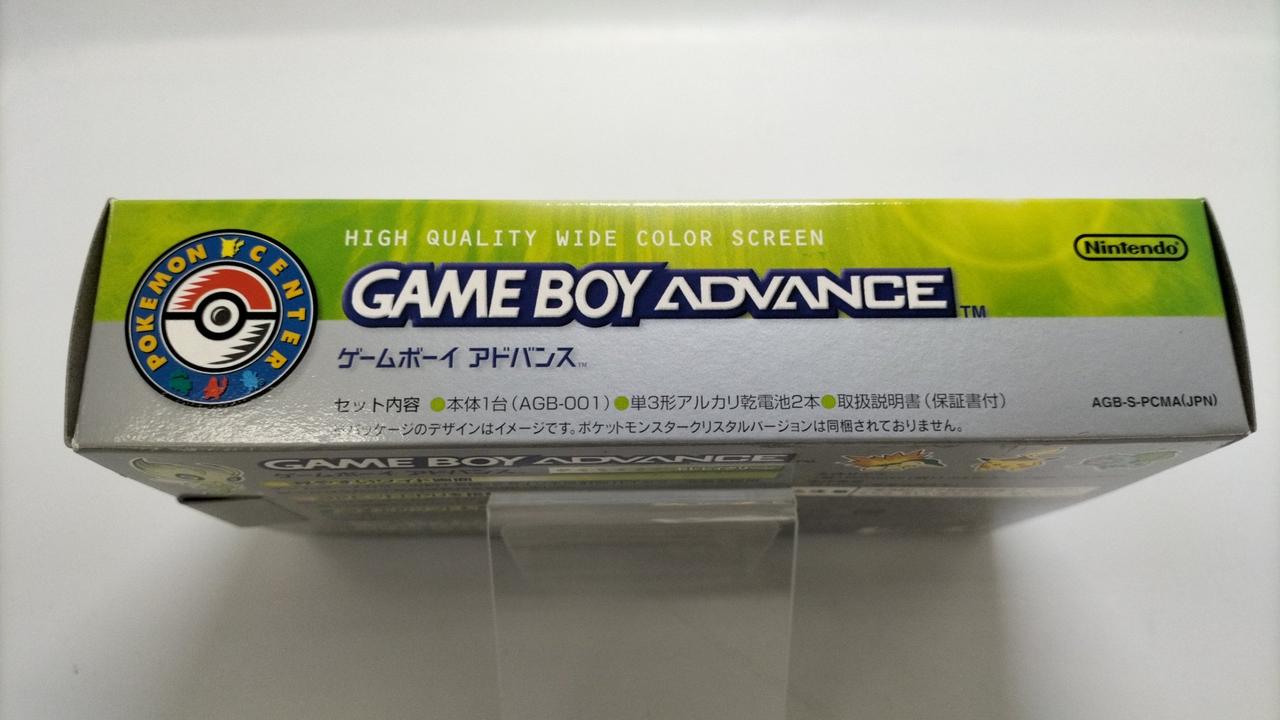 POKEMON CENTER
HIGH QUALITY WIDE COLOR SCREEN
Nintendo
GAME BOY ADVANCE TM
ゲームボーイ アドバンス™
セット内容 ●本体1台(AGB-001)●単3形アルカリ乾電池2本●取扱説明書(保証書付)
AGB-S-PCMA(JPN)
※パッケージのデザインはイメージです。ポケットモンスタークリスタルバージョンは同梱されておりません。
GAME BOY ADVANCE